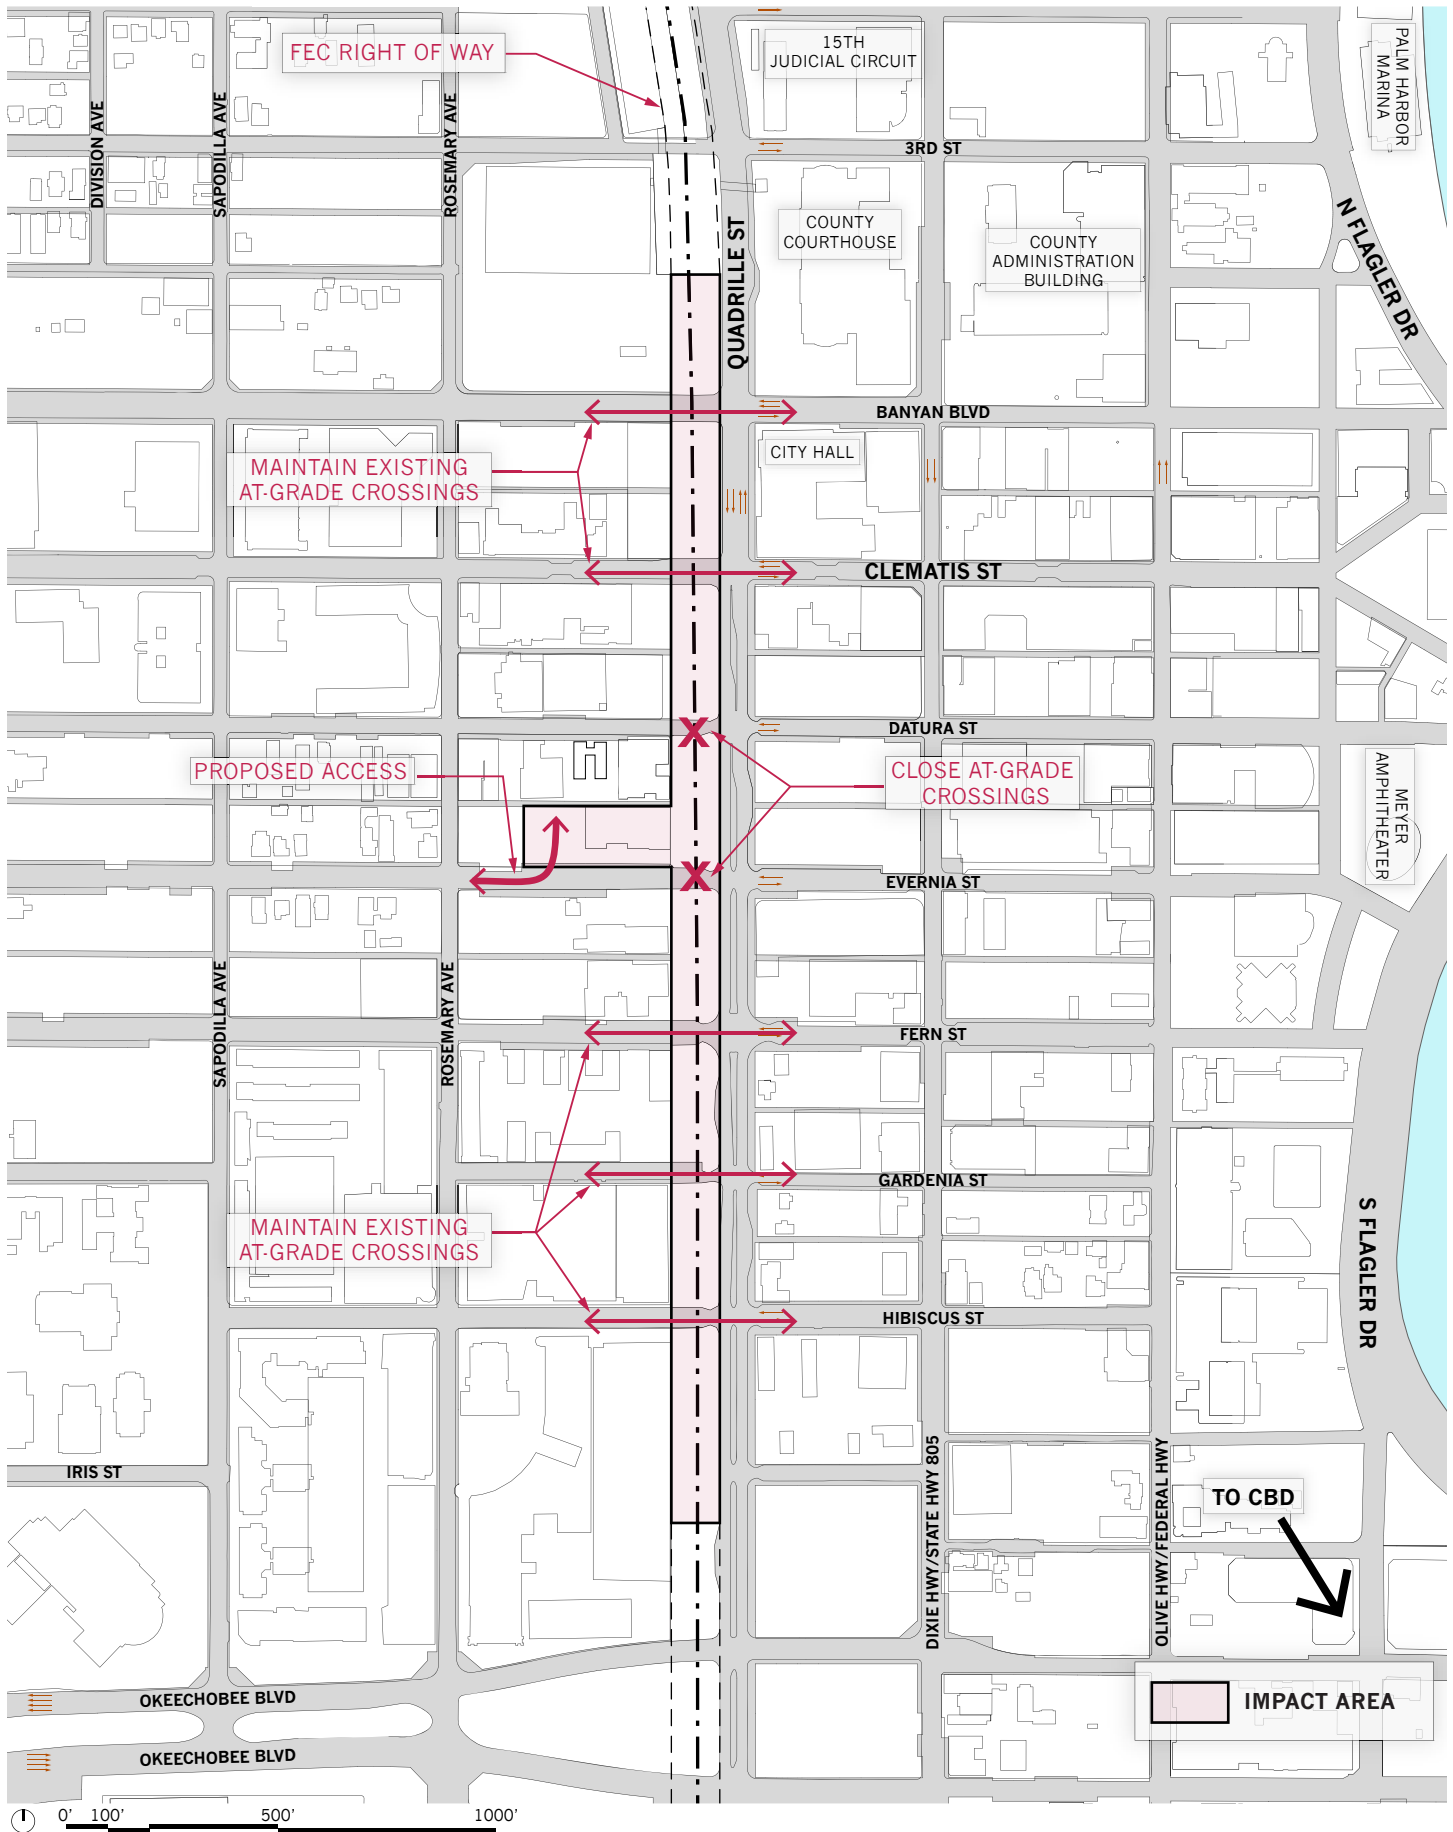 FEC RIGHT OF WAY
15TH
JUDICIAL CIRCUIT
PALM HARBOR
MARINA
DIVISION AVE
SAPODILLA AVE
ROSEMARY AVE
3RD ST
QUADRILLE ST
COUNTY
COURTHOUSE
COUNTY
ADMINISTRATION
BUILDING
N FLAGLER DR
BANYAN BLVD
CITY HALL
MAINTAIN EXISTING
AT-GRADE CROSSINGS
CLEMATIS ST
X
DATURA ST
PROPOSED ACCESS
CLOSE AT-GRADE
CROSSINGS
MEYER
AMPHITHEATER
X
EVERNIA ST
SAPODILLA AVE
ROSEMARY AVE
FERN ST
GARDENIA ST
MAINTAIN EXISTING
AT-GRADE CROSSINGS
S FLAGLER DR
HIBISCUS ST
IRIS ST
DIXIE HWY/STATE HWY 805
OLIVE HWY/FEDERAL HWY
TO CBD
IMPACT AREA
OKEECHOBEE BLVD
OKEECHOBEE BLVD
0' 100' 500' 1000'